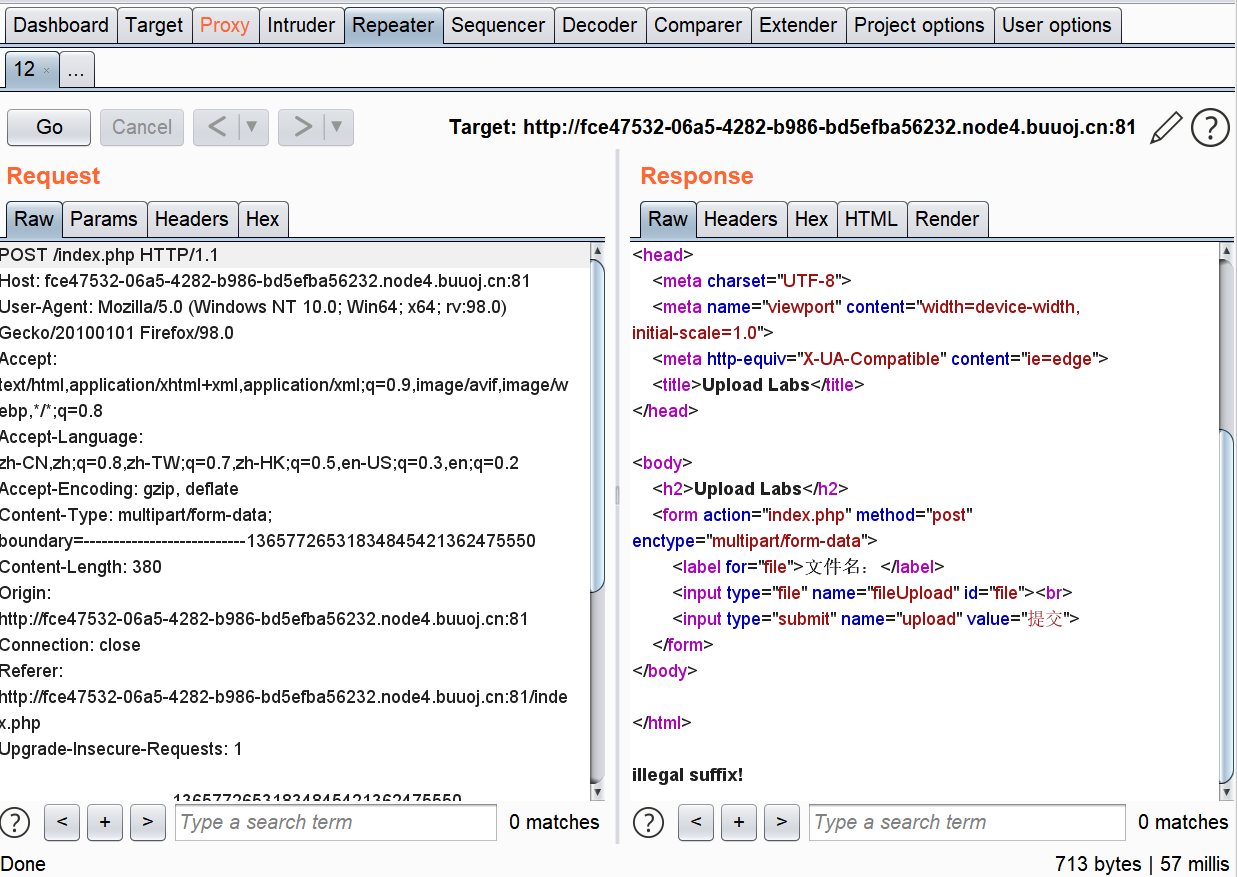 Dashboard Target Proxy Intruder Repeater Sequencer Decoder Comparer Extender Project options User options
12 × ...
Go Cancel < ▼ > ▼ Target: http://fce47532-06a5-4282-b986-bd5efba56232.node4.buuoj.cn:81 ?
Request
Raw Params Headers Hex
POST /index.php HTTP/1.1
Host: fce47532-06a5-4282-b986-bd5efba56232.node4.buuoj.cn:81
User-Agent: Mozilla/5.0 (Windows NT 10.0; Win64; x64; rv:98.0)
Gecko/20100101 Firefox/98.0
Accept:
text/html,application/xhtml+xml,application/xml;q=0.9,image/avif,image/w
ebp,*/*;q=0.8
Accept-Language:
zh-CN,zh;q=0.8,zh-TW;q=0.7,zh-HK;q=0.5,en-US;q=0.3,en;q=0.2
Accept-Encoding: gzip, deflate
Content-Type: multipart/form-data;
boundary=---------------------------13657726531834845421362475550
Content-Length: 380
Origin:
http://fce47532-06a5-4282-b986-bd5efba56232.node4.buuoj.cn:81
Connection: close
Referer:
http://fce47532-06a5-4282-b986-bd5efba56232.node4.buuoj.cn:81/inde
x.php
Upgrade-Insecure-Requests: 1
13657726531834845421362475550
? < + > Type a search term 0 matches
Response
Raw Headers Hex HTML Render
<head>
<meta charset="UTF-8">
<meta name="viewport" content="width=device-width,
initial-scale=1.0">
<meta http-equiv="X-UA-Compatible" content="ie=edge">
<title>Upload Labs</title>
</head>
<body>
<h2>Upload Labs</h2>
<form action="index.php" method="post"
enctype="multipart/form-data">
<label for="file">文件名：</label>
<input type="file" name="fileUpload" id="file"><br>
<input type="submit" name="upload" value="提交">
</form>
</body>
</html>
illegal suffix!
? < + > Type a search term 0 matches
Done 713 bytes | 57 millis